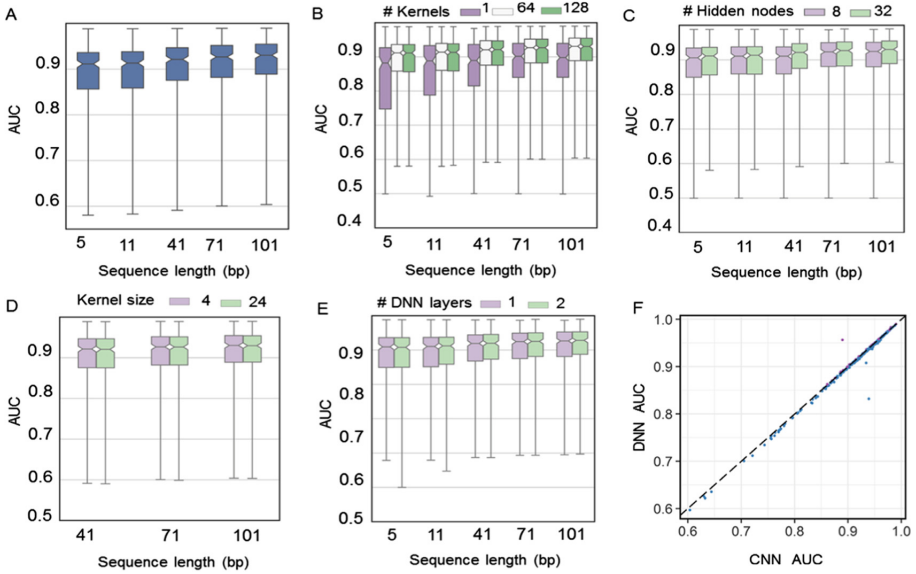 A
AUC
0.9
0.8
0.7
0.6
5 11 41 71 101
Sequence length (bp)
B
# Kernels 1 64 128
AUC
0.9
0.8
0.7
0.6
0.5
0.4
5 11 41 71 101
Sequence length (bp)
C
# Hidden nodes 8 32
AUC
0.9
0.8
0.7
0.6
0.5
0.4
5 11 41 71 101
Sequence length (bp)
D
Kernel size 4 24
AUC
0.9
0.8
0.7
0.6
0.5
41 71 101
Sequence length (bp)
E
# DNN layers 1 2
AUC
0.9
0.8
0.7
0.6
0.5
5 11 41 71 101
Sequence length (bp)
F
DNN AUC
1.0
0.9
0.8
0.7
0.6
0.6 0.7 0.8 0.9 1.0
CNN AUC